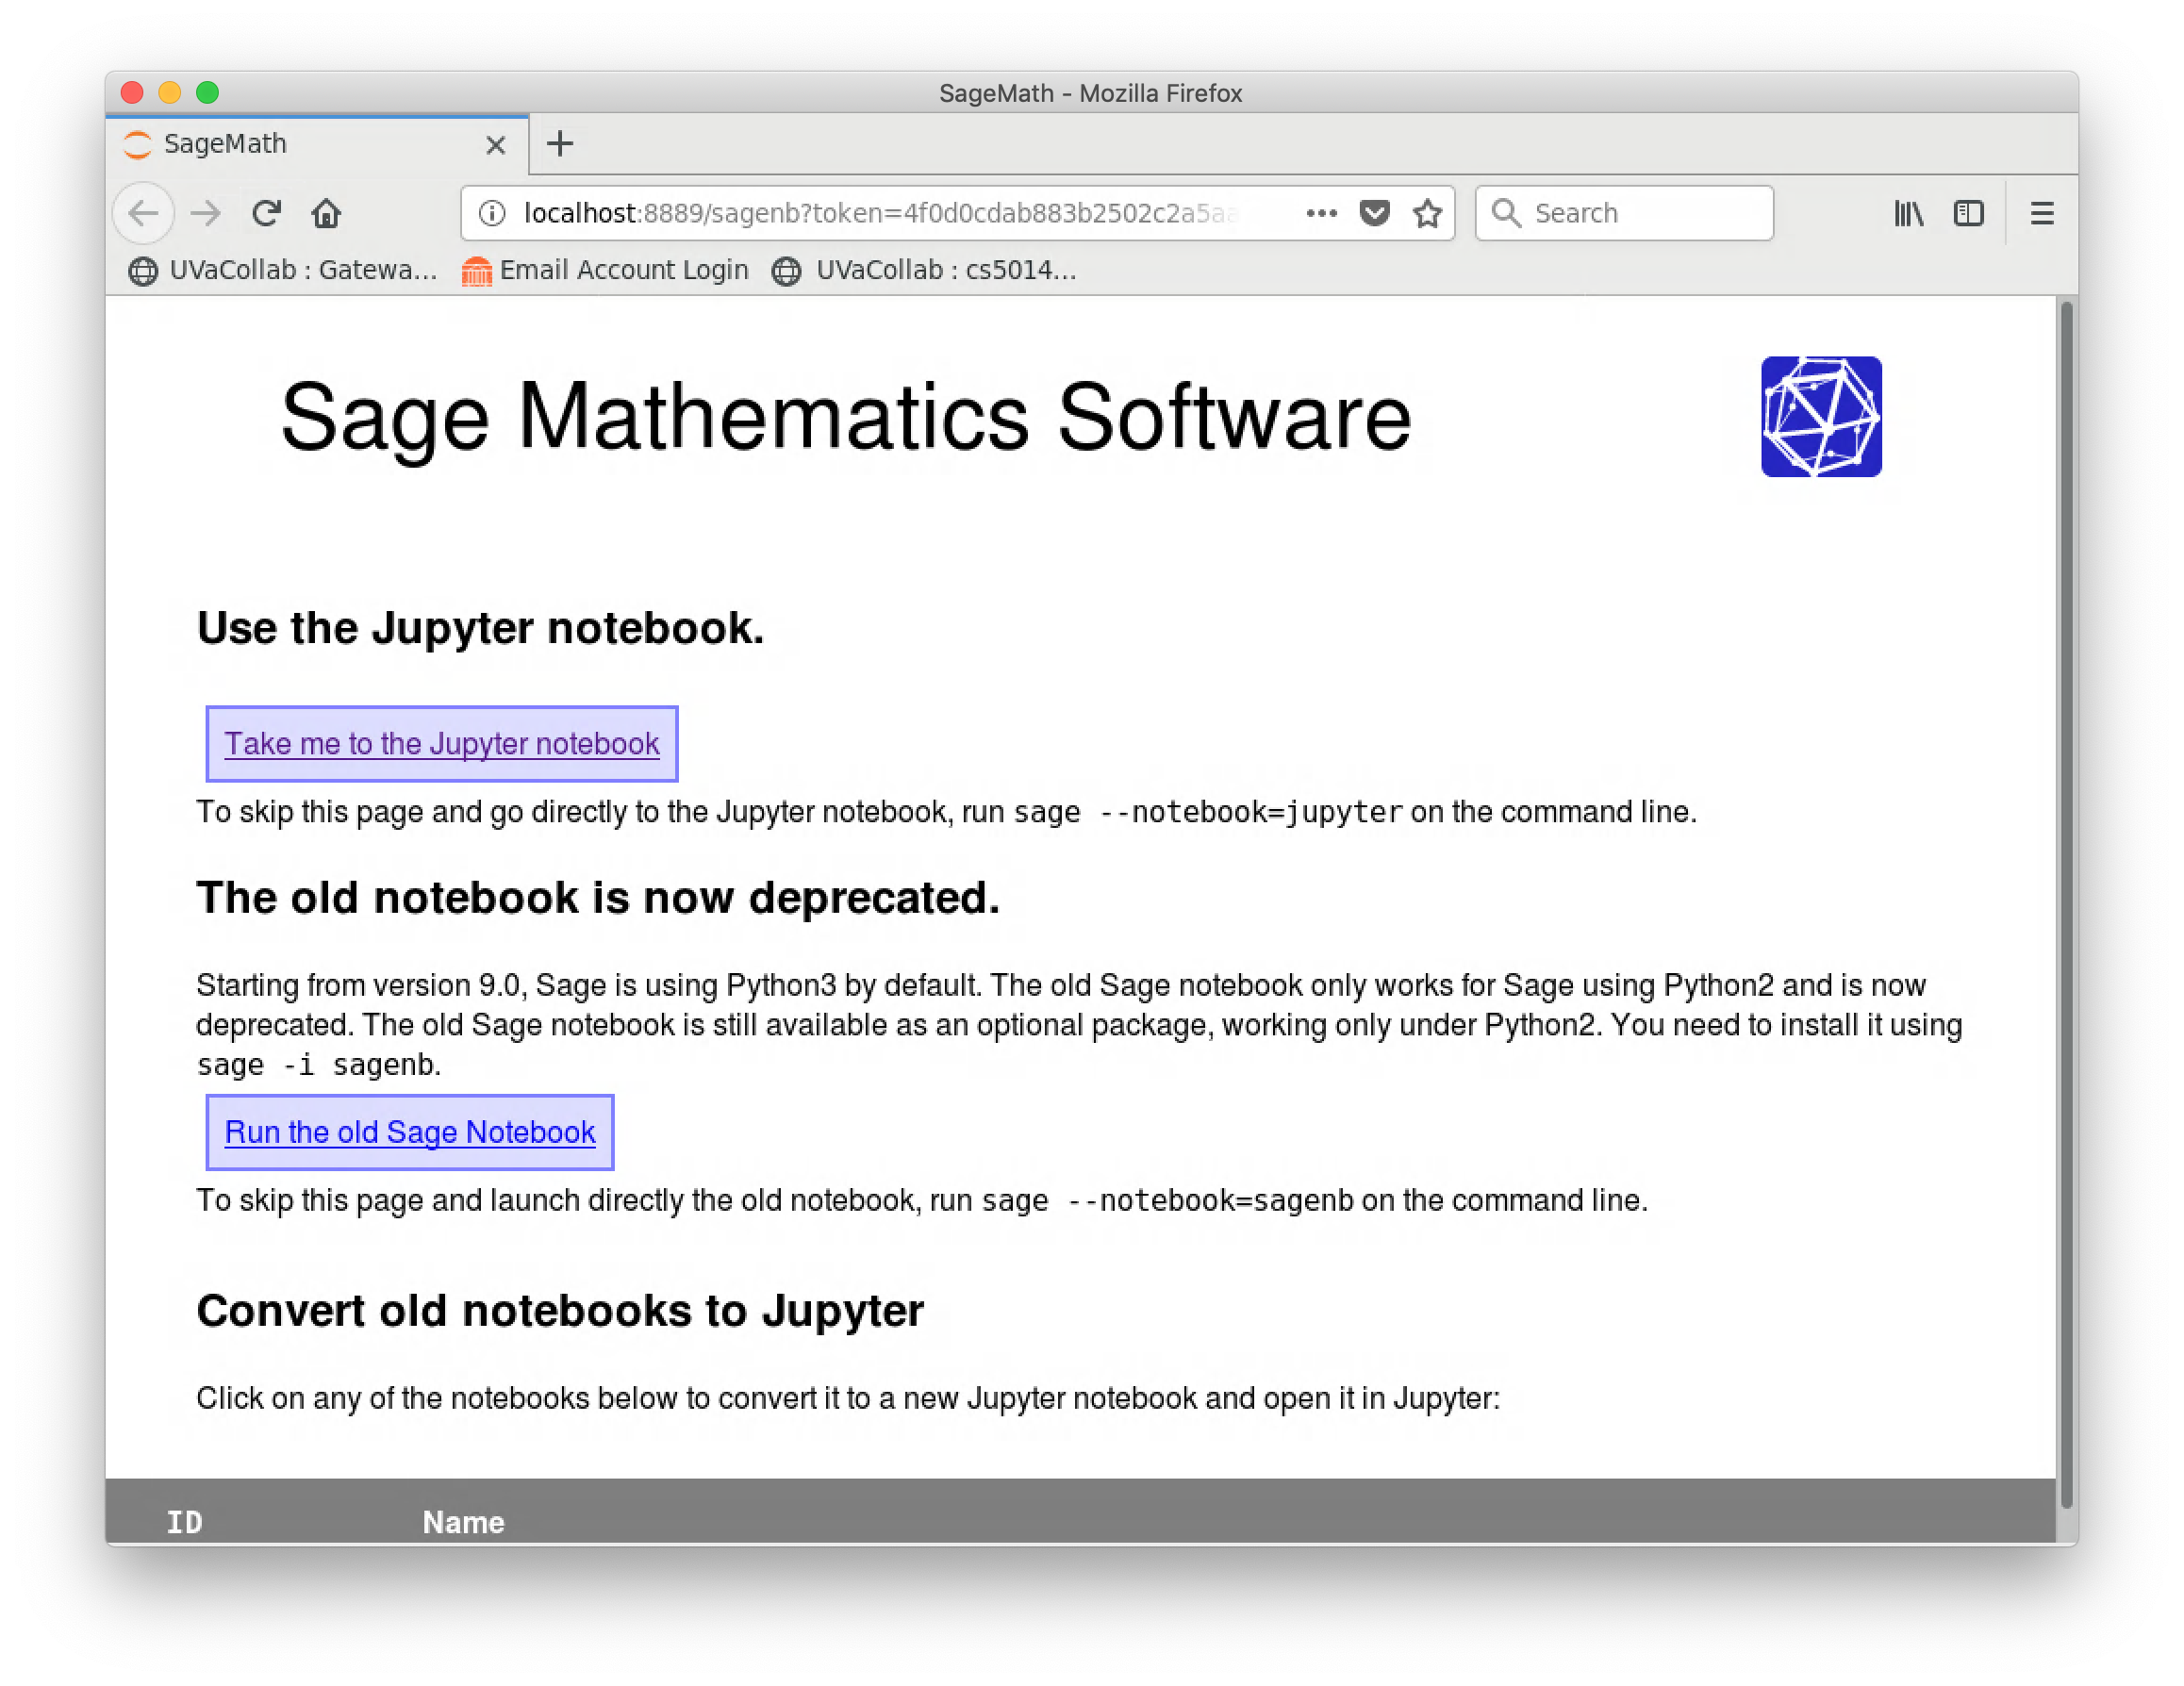 SageMath - Mozilla Firefox
SageMath
localhost:8889/sagenb?token=4f0d0cdab883b2502c2a5aa
Search
UVaCollab : Gatewa...
Email Account Login
UVaCollab : cs5014...
Sage Mathematics Software
Use the Jupyter notebook.
Take me to the Jupyter notebook
To skip this page and go directly to the Jupyter notebook, run sage --notebook=jupyter on the command line.
The old notebook is now deprecated.
Starting from version 9.0, Sage is using Python3 by default. The old Sage notebook only works for Sage using Python2 and is now
deprecated. The old Sage notebook is still available as an optional package, working only under Python2. You need to install it using
sage -i sagenb.
Run the old Sage Notebook
To skip this page and launch directly the old notebook, run sage --notebook=sagenb on the command line.
Convert old notebooks to Jupyter
Click on any of the notebooks below to convert it to a new Jupyter notebook and open it in Jupyter:
ID Name